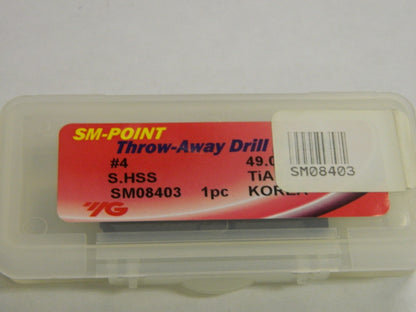 SM-POINT
Throw-Away Drill
#4 49.0
S.HSS TiA
SM08403 1pc KOREA
YG
SM08403